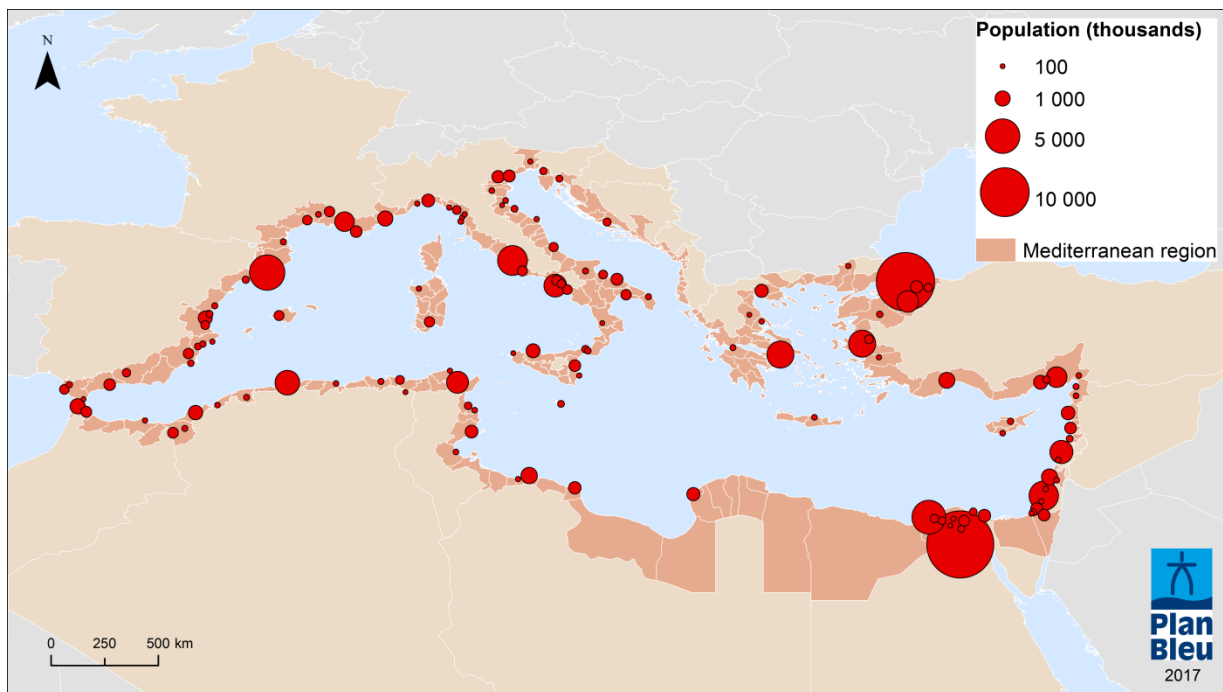 N
Population (thousands)
100
1 000
5 000
10 000
Mediterranean region
0 250 500 km
Plan
Bleu
2017